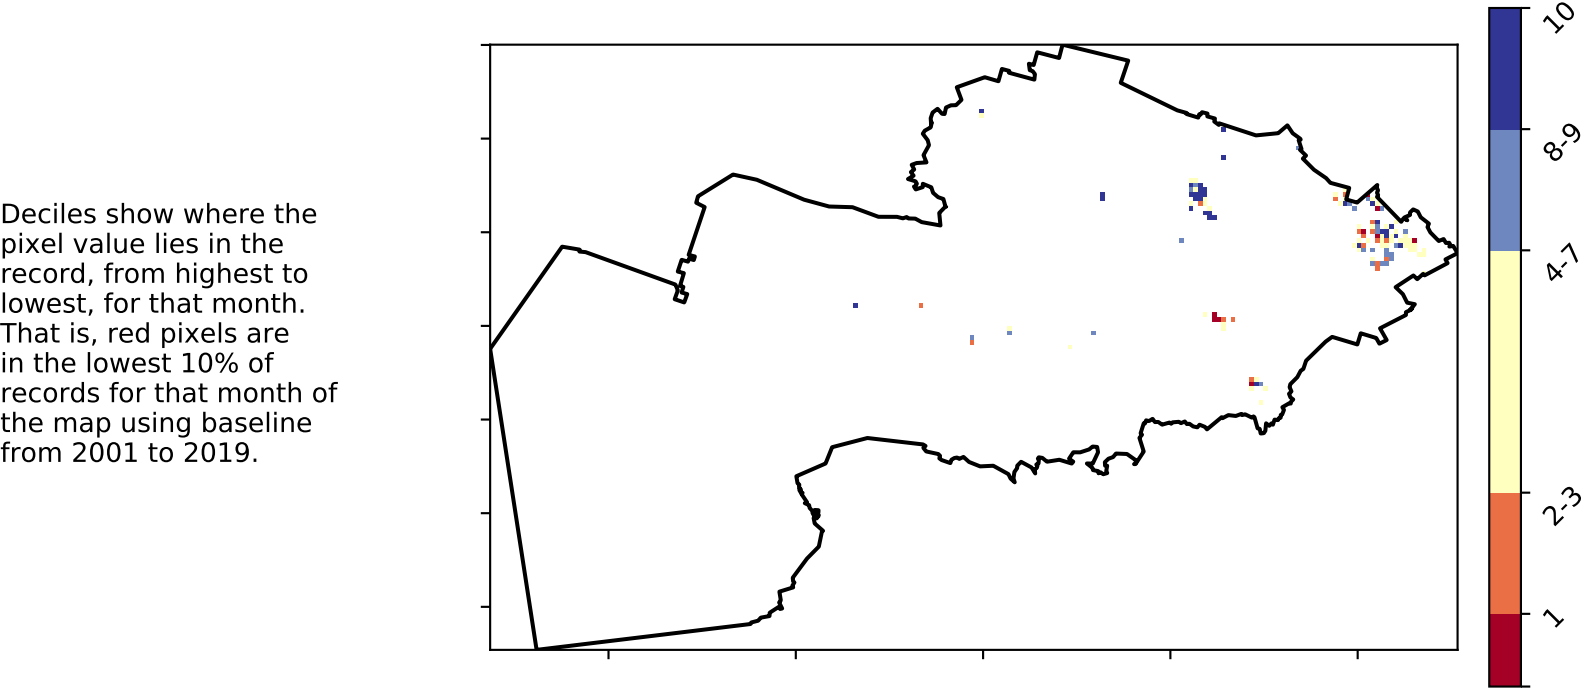 Deciles show where the
pixel value lies in the
record, from highest to
lowest, for that month.
That is, red pixels are
in the lowest 10% of
records for that month of
the map using baseline
from 2001 to 2019.
10
8-9
4-7
2-3
1